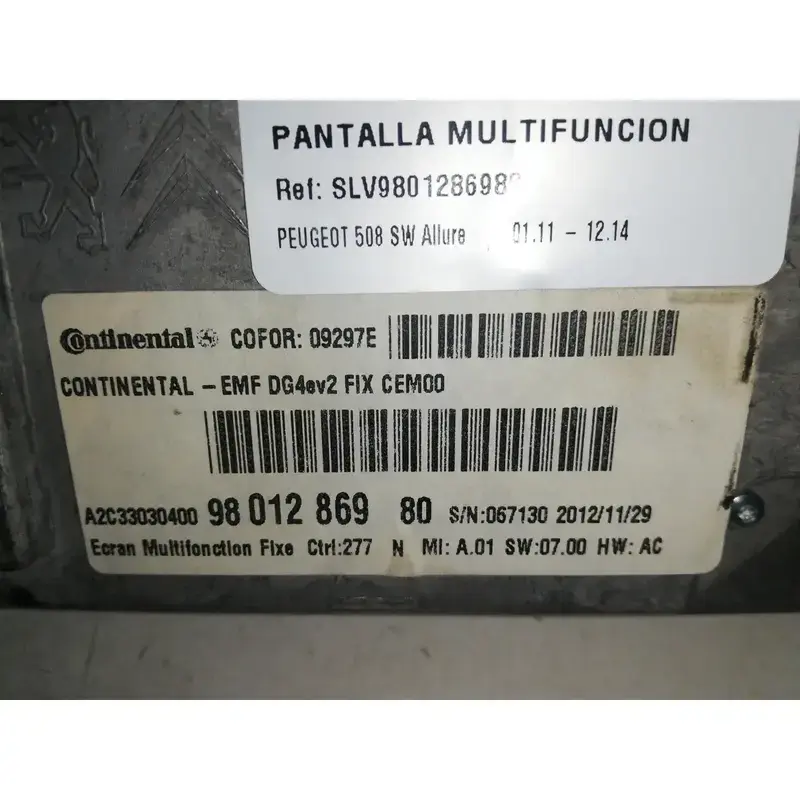 PANTALLA MULTIFUNCION
Ref:
PEUGEOT 508 SW Allure 01.11 - 12.14
Continental COFOR: 09297E
CONTINENTAL - EMF DG4ev2 FIX CEM00
A2C33030400 98 012 869 80 S/N:067130 2012/11/29
Ecran Multifonction Fixe Ctrl:277 N MI: A.01 SW:07.00 HW: AC